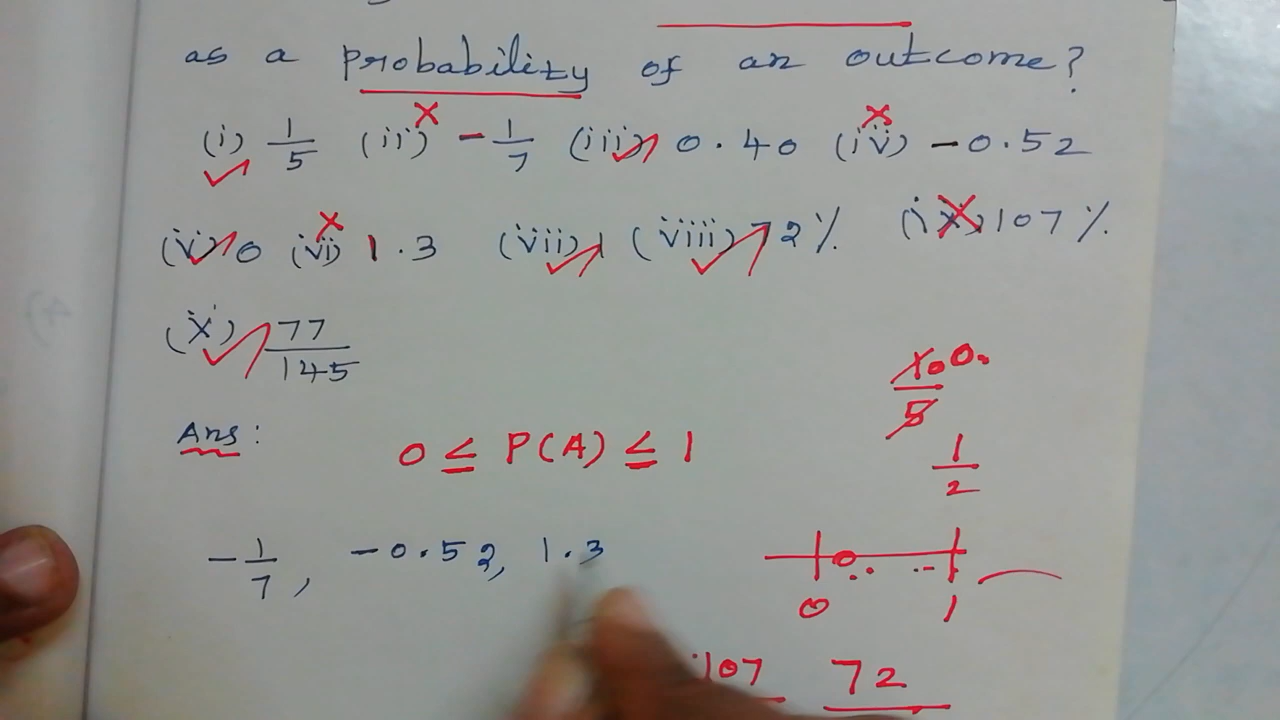 as a probability of an outcome?
(i) 1/5 (ii) -1/7 (iii) 0.40 (iv) -0.52
(v) 0 (vi) 1.3 (vii) 1 (viii) 72% (ix) 107%
(x) 77/145
100.
5
Ans: 0 ≤ P(A) ≤ 1
1/2
-1/7, -0.52, 1.3
0 1
107 72